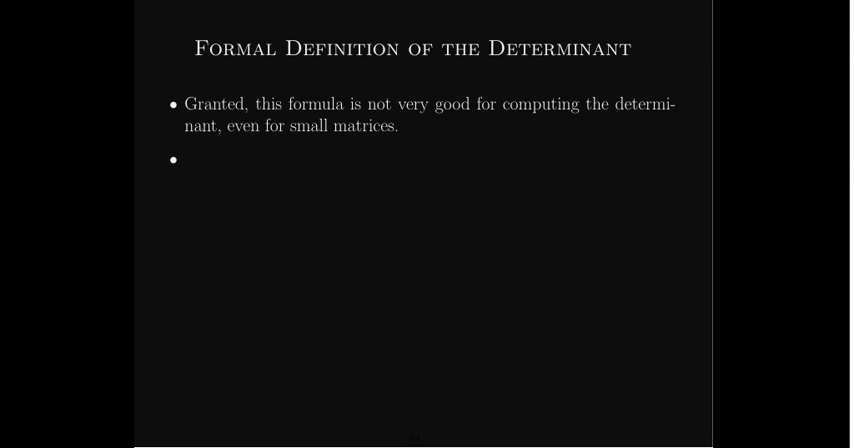 Formal Definition of the Determinant
• Granted, this formula is not very good for computing the determi-
nant, even for small matrices.
•